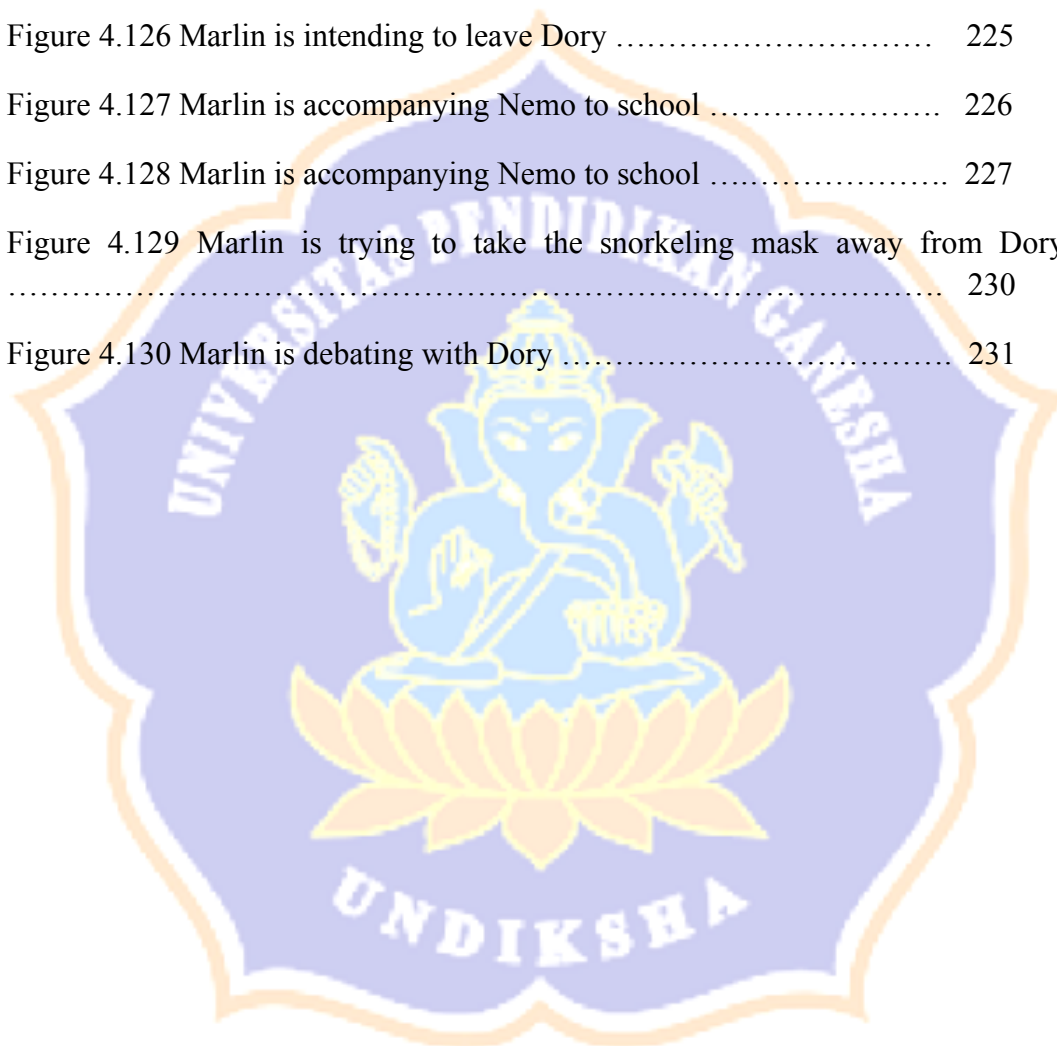 Figure 4.126 Marlin is intending to leave Dory ………………………… 225
Figure 4.127 Marlin is accompanying Nemo to school …………………. 226
Figure 4.128 Marlin is accompanying Nemo to school ….………………. 227
Figure 4.129 Marlin is trying to take the snorkeling mask away from Dory
……………………………………………………………………………. 230
Figure 4.130 Marlin is debating with Dory ………………………………. 231
UNIVERSITAS PENDIDIKAN GANESHA
UNDIKSHA